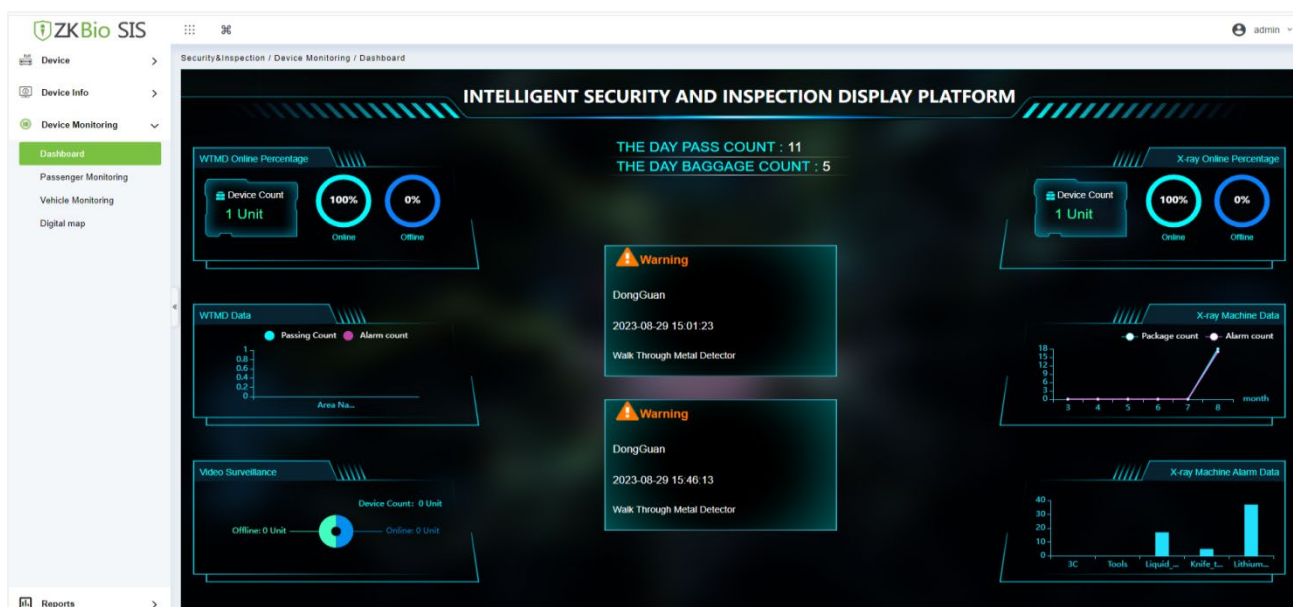 ZKBio SIS
admin
Device
Device Info
Device Monitoring
Dashboard
Passenger Monitoring
Vehicle Monitoring
Digital map
Reports
Security&Inspection / Device Monitoring / Dashboard
INTELLIGENT SECURITY AND INSPECTION DISPLAY PLATFORM
THE DAY PASS COUNT : 11
THE DAY BAGGAGE COUNT : 5
WTMD Online Percentage
Device Count
1 Unit
100%
Online
0%
Offline
WTMD Data
Passing Count Alarm count
1
0.8
0.6
0.4
0.2
0
Area Na...
Video Surveillance
Device Count: 0 Unit
Offline: 0 Unit
Online: 0 Unit
Warning
DongGuan
2023-08-29 15:01:23
Walk Through Metal Detector
Warning
DongGuan
2023-08-29 15:46:13
Walk Through Metal Detector
X-ray Online Percentage
Device Count
1 Unit
100%
Online
0%
Offline
X-ray Machine Data
Package count Alarm count
18
15
12
9
6
3
0
3 4 5 6 7 8 month
X-ray Machine Alarm Data
40
30
20
10
0
3C Tools Liquid_... Knife_t... Lithium...